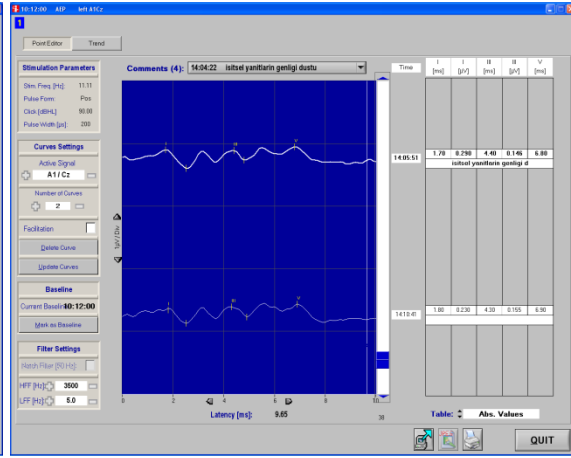 10:12:00 AEP left A1Cz
1
Point Editor Trend
Stimulation Parameters
Stim. Freq. [Hz]: 11.11
Pulse Form: Pos
Click [dBHL] 90.00
Pulse Width [µs]: 200
Curves Settings
Active Signal
A1 / Cz
Number of Curves
2
Facilitation
Delete Curve
Update Curves
Baseline
Current Baselin 10:12:00
Mark as Baseline
Filter Settings
Notch Filter [50 Hz]:
HFF [Hz]: 3500
LFF [Hz]: 5.0
Comments (4): 14:04:22 isitsel yanitlarin genligi dustu
I III V
I III V
1µV / Div
0 2 4 6 8 10
Latency [ms]: 9.65
38
Time I I III III V
[ms] [µV] [ms] [µV] [ms]
14:05:51 1.70 0.290 4.40 0.146 6.80
isitsel yanitlarin genligi d
14:10:41 1.80 0.230 4.30 0.155 6.90
Table: Abs. Values
QUIT